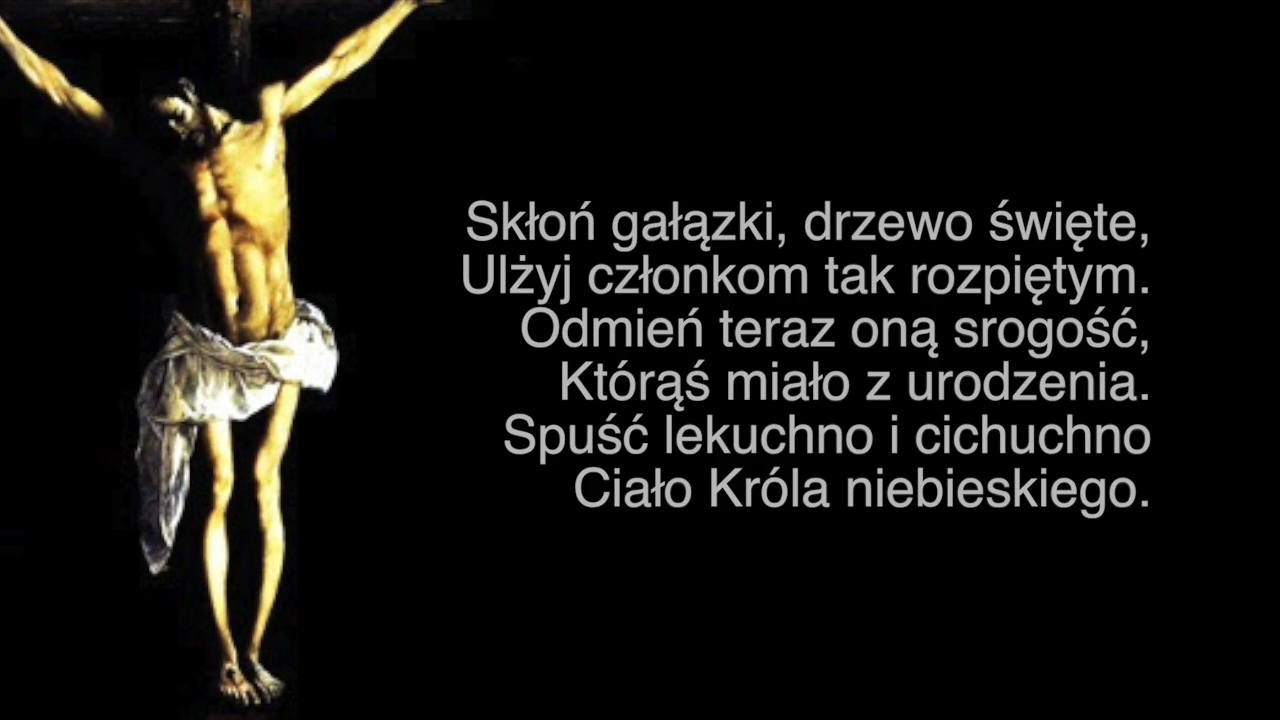 Skłoń gałązki, drzewo święte,
Ulżyj członkom tak rozpiętym.
Odmień teraz oną srogość,
Którąś miało z urodzenia.
Spuść lekuchno i cichuchno
Ciało Króla niebieskiego.